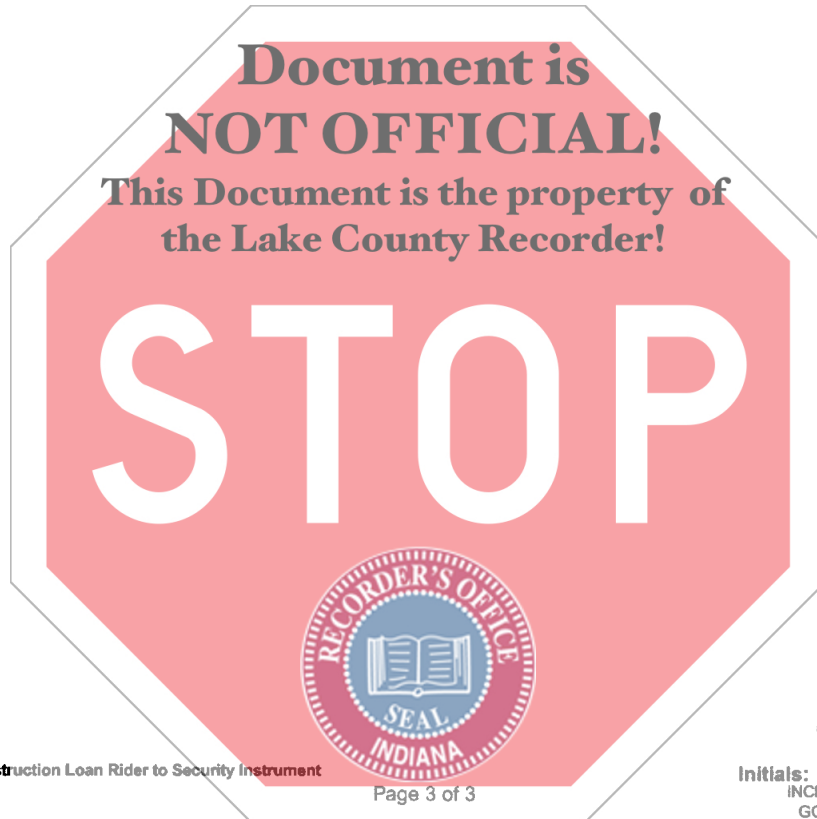 Document is
NOT OFFICIAL!
This Document is the property of
the Lake County Recorder!
STOP
RECORDER'S OFFICE
SEAL
INDIANA
truction Loan Rider to Security Instrument
Initials:
Page 3 of 3